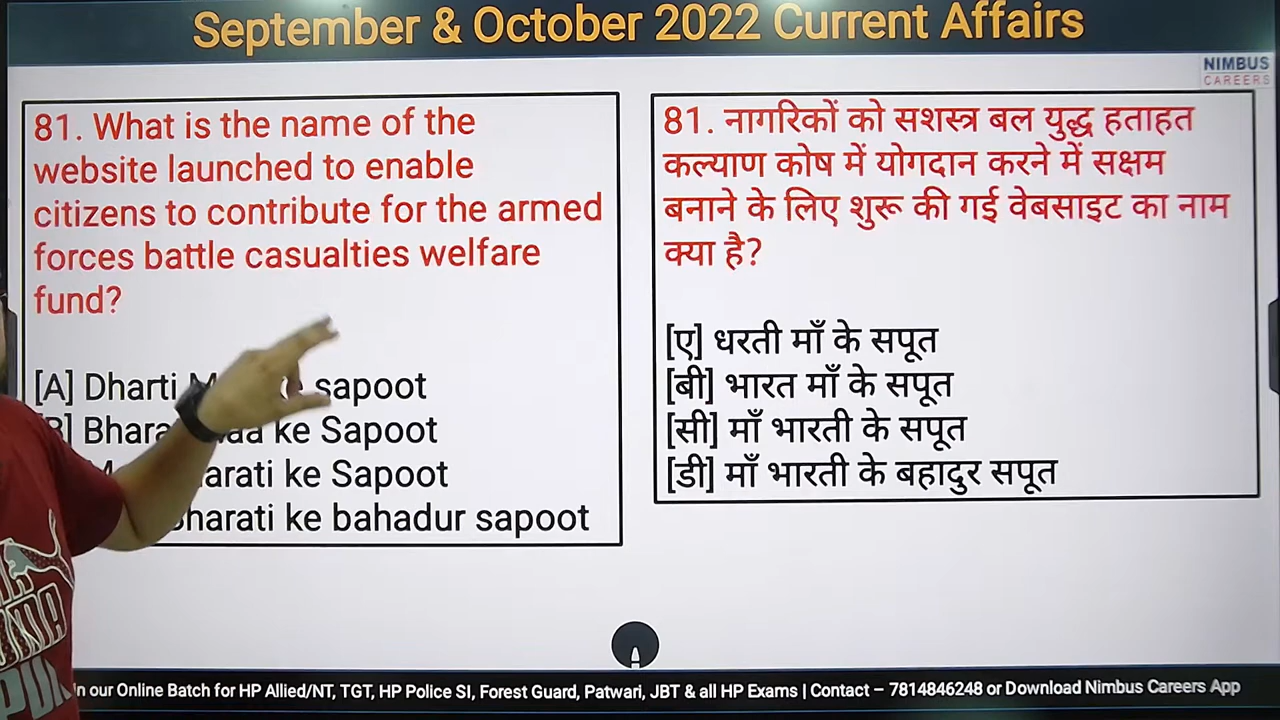 September & October 2022 Current Affairs
NIMBUS
CAREERS
81. What is the name of the
website launched to enable
citizens to contribute for the armed
forces battle casualties welfare
fund?
[A] Dharti sapoot
ke Sapoot
ke Sapoot
ke bahadur sapoot
81. नागरिकों को सशस्त्र बल युद्ध हताहत
कल्याण कोष में योगदान करने में सक्षम
बनाने के लिए शुरू की गई वेबसाइट का नाम
क्या है?
[ए] धरती माँ के सपूत
[बी] भारत माँ के सपूत
[सी] माँ भारती के सपूत
[डी] माँ भारती के बहादुर सपूत
our Online Batch for HP Allied/NT, TGT, HP Police SI, Forest Guard, Patwari, JBT & all HP Exams | Contact – 7814846248 or Download Nimbus Careers App